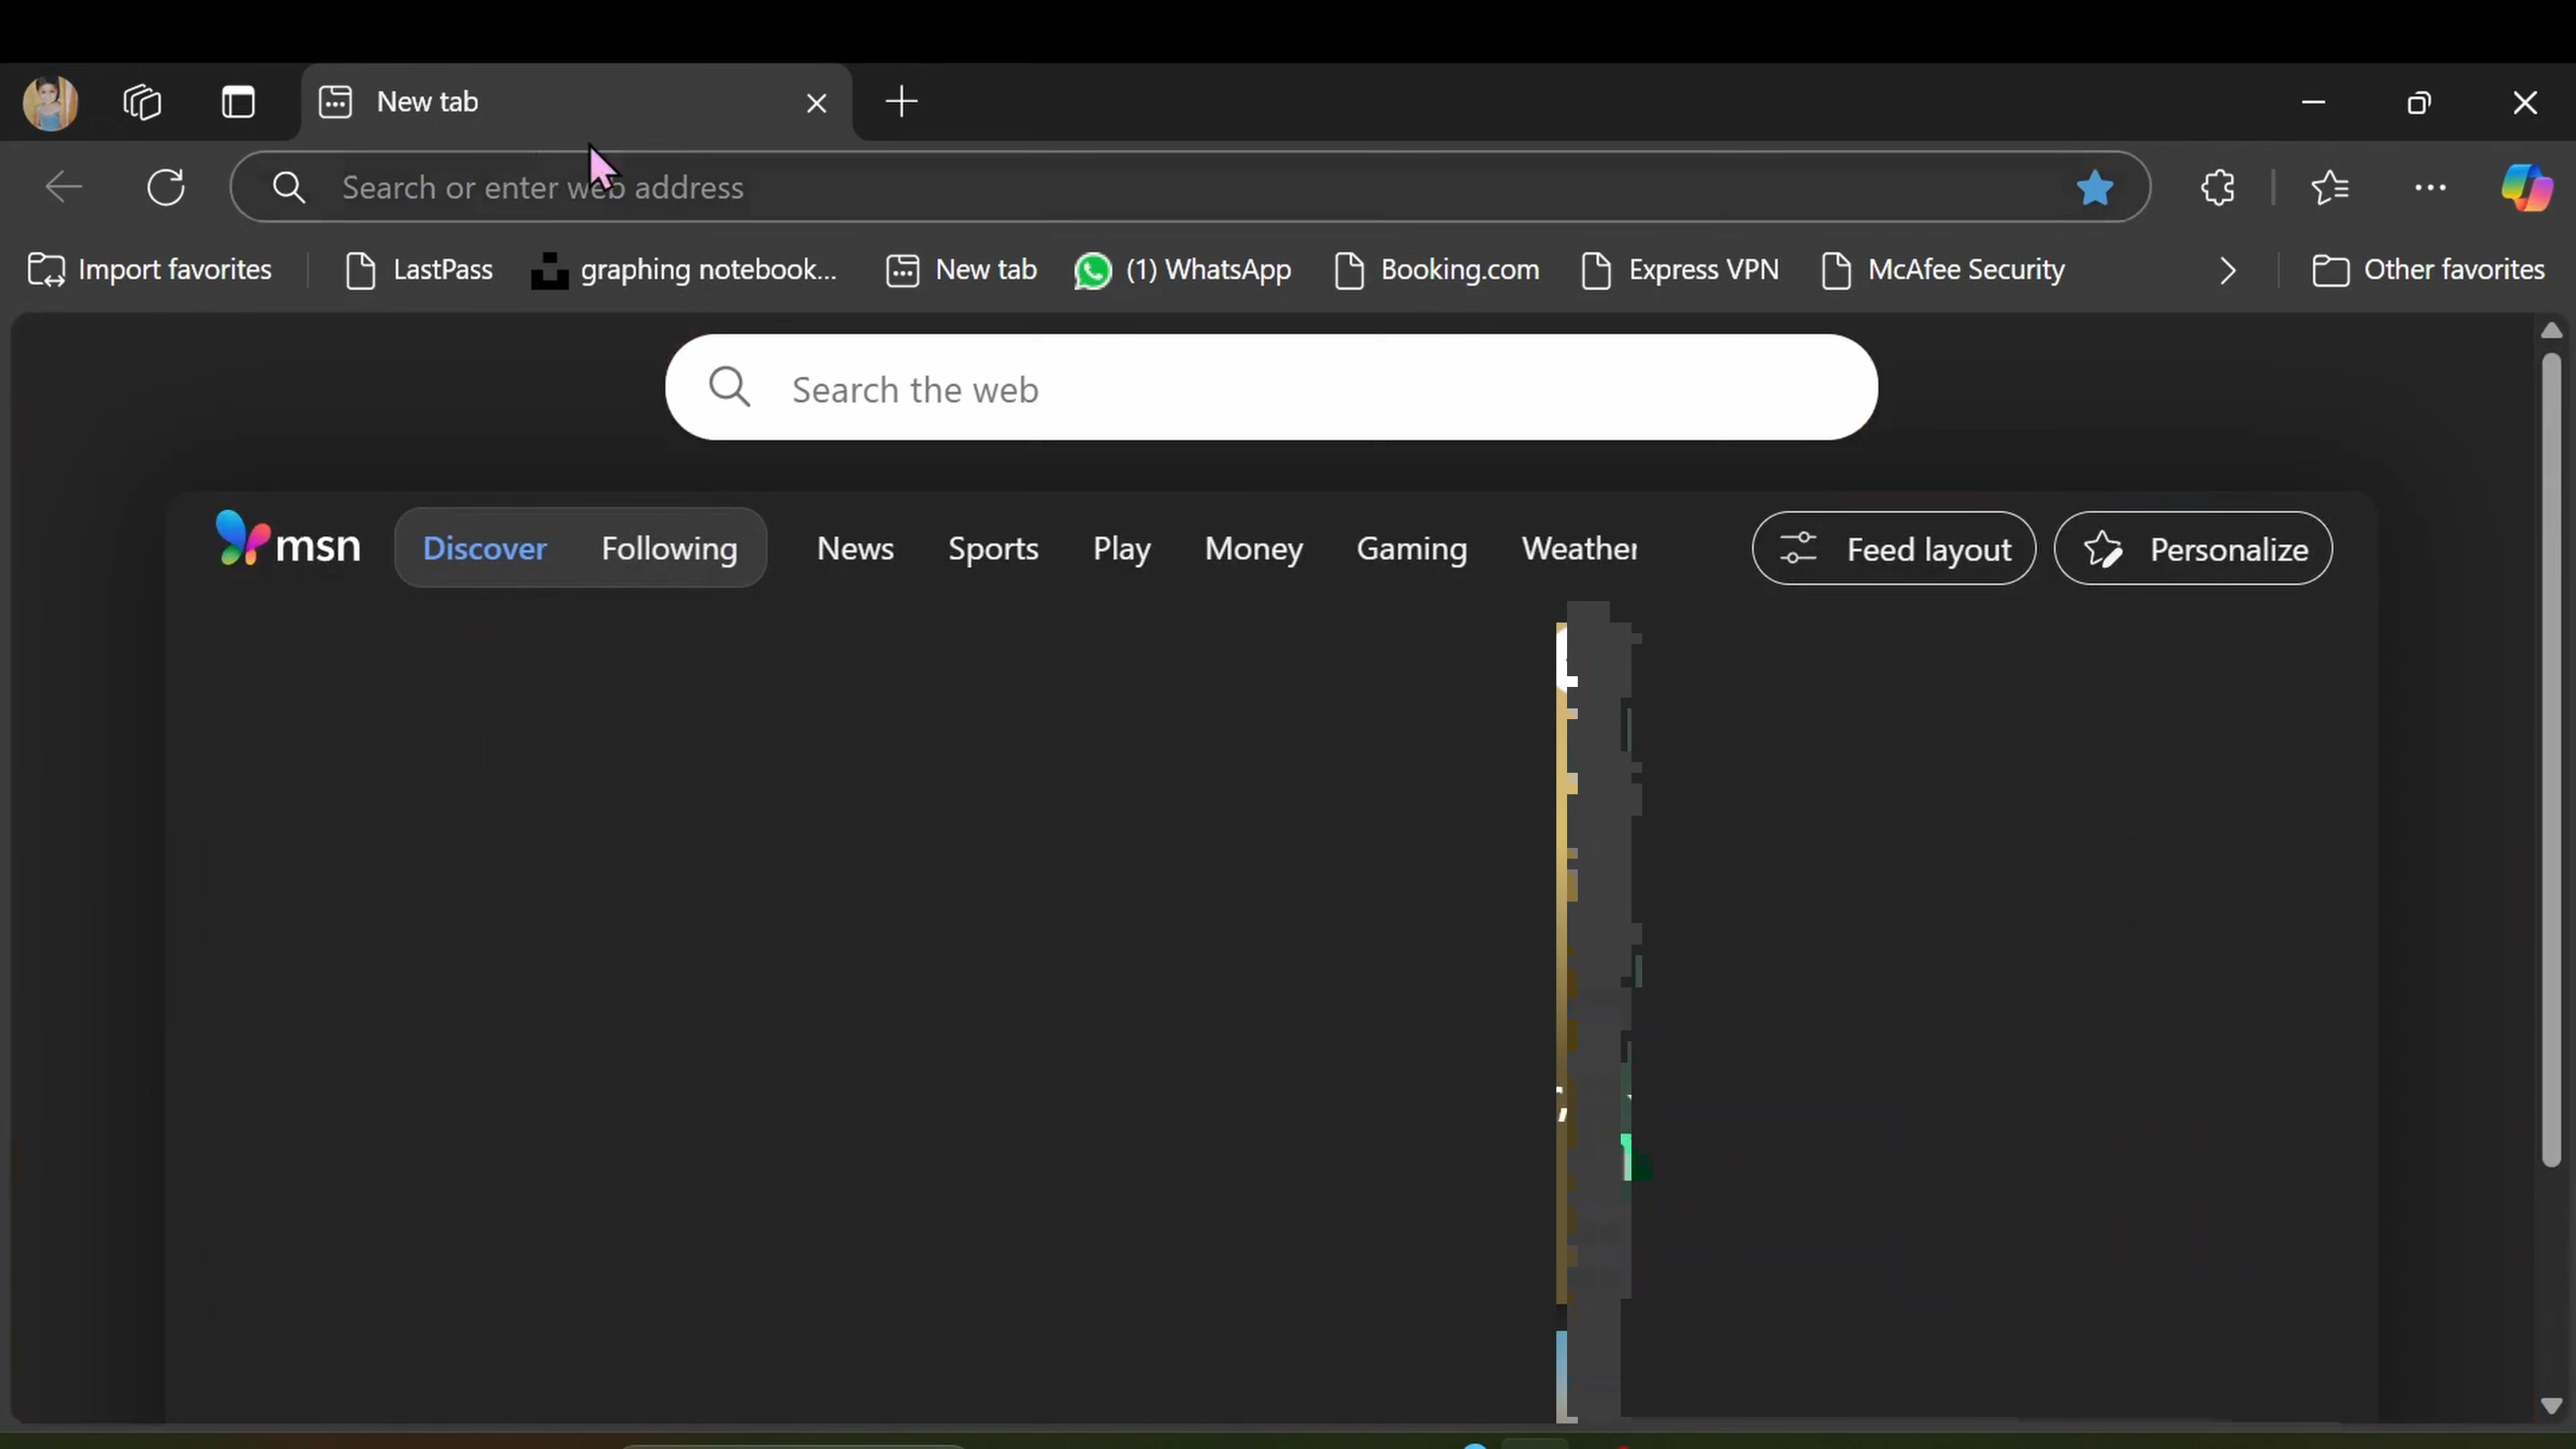 New tab
Search or enter web address
Import favorites LastPass graphing notebook... New tab (1) WhatsApp Booking.com Express VPN McAfee Security Other favorites
Search the web
msn Discover Following News Sports Play Money Gaming Weather Feed layout Personalize